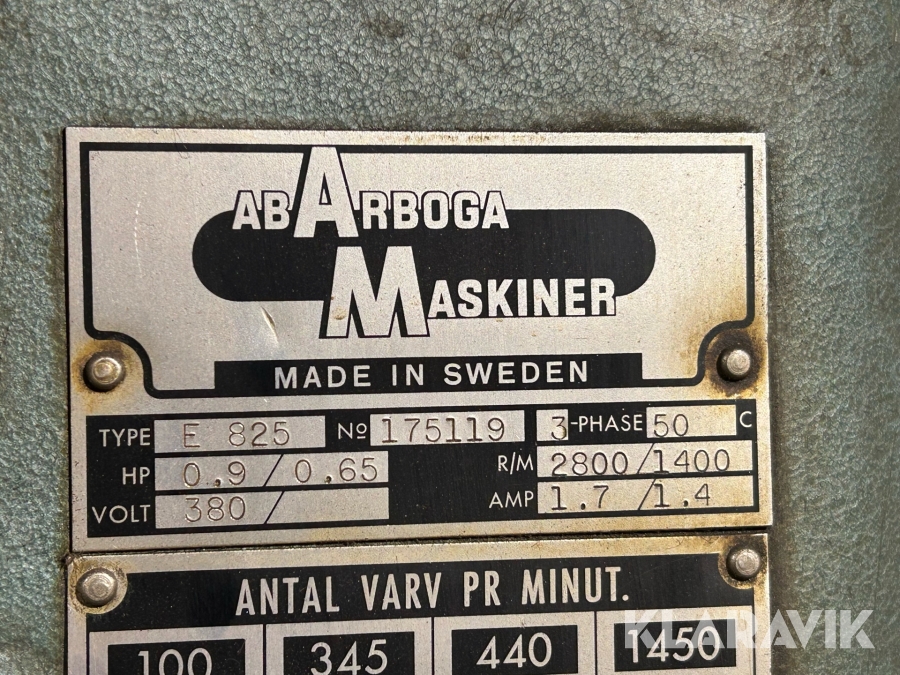 AB ARBOGA
MASKINER
MADE IN SWEDEN
TYPE E 825 Nº 175119 3-PHASE 50 C
HP 0.9 / 0.65 R/M 2800/1400
VOLT 380 / AMP 1.7 / 1.4
ANTAL VARV PR MINUT.
100 345 440 1450
KLARAVIK